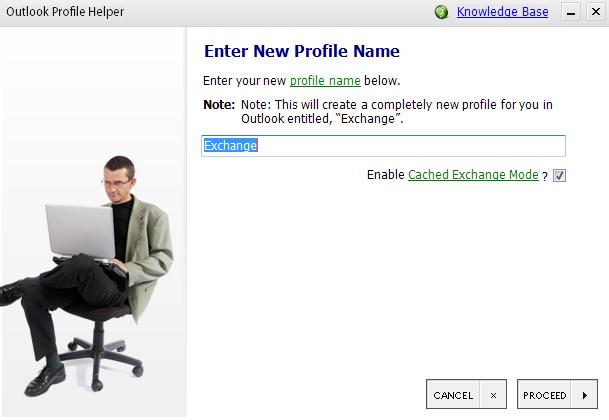 Outlook Profile Helper
Knowledge Base
Enter New Profile Name
Enter your new profile name below.
Note: Note: This will create a completely new profile for you in
Outlook entitled, “Exchange”.
Exchange
Enable Cached Exchange Mode ?
CANCEL
PROCEED